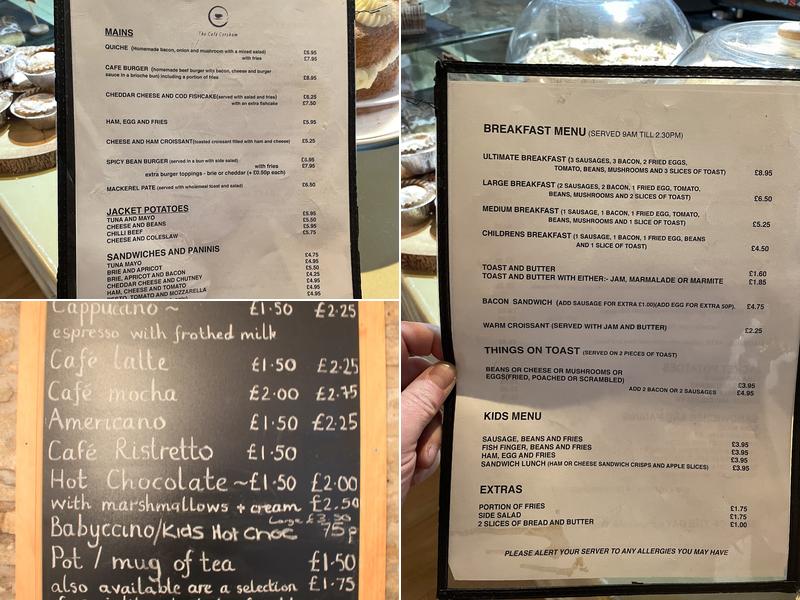 The Café Corsham
MAINS
QUICHE (Homemade bacon, onion and mushroom with a mixed salad) £6.95
with fries £7.95
CAFE BURGER (homemade beef burger with bacon, cheese and burger
sauce in a brioche bun) including a portion of fries £8.95
CHEDDAR CHEESE AND COD FISHCAKE(served with salad and fries) £6.25
with an extra fishcake £7.50
HAM, EGG AND FRIES £5.95
CHEESE AND HAM CROISSANT(toasted croissant filled with ham and cheese) £5.25
SPICY BEAN BURGER (served in a bun with side salad) £6.95
with fries £7.95
extra burger toppings - brie or cheddar (+ £0.50p each)
MACKEREL PATE (served with wholemeal toast and salad) £6.50
JACKET POTATOES
TUNA AND MAYO £5.95
CHEESE AND BEANS £5.50
CHILLI BEEF £5.95
CHEESE AND COLESLAW £5.75
SANDWICHES AND PANINIS
TUNA MAYO £4.75
BRIE AND APRICOT £4.95
BRIE, APRICOT AND BACON £5.50
CHEDDAR CHEESE AND CHUTNEY £4.25
HAM, CHEESE AND TOMATO £4.95
PESTO, TOMATO AND MOZZARELLA £4.95
£4.95
Cappuccino ~ £1.50 £2.25
espresso with frothed milk
Café latte £1.50 £2.25
Café mocha £2.00 £2.75
Americano £1.50 £2.25
Café Ristretto £1.50
Hot Chocolate ~ £1.50 £2.00
with marshmallows + cream £2.50
Large
Babyccino/Kids Hot Choc 75p
Pot / mug of tea £1.50
also available are a selection £1.75
BREAKFAST MENU (SERVED 9AM TILL 2.30PM)
ULTIMATE BREAKFAST (3 SAUSAGES, 3 BACON, 2 FRIED EGGS,
TOMATO, BEANS, MUSHROOMS AND 3 SLICES OF TOAST) £8.95
LARGE BREAKFAST (2 SAUSAGES, 2 BACON, 1 FRIED EGG, TOMATO,
BEANS, MUSHROOMS AND 2 SLICES OF TOAST) £6.50
MEDIUM BREAKFAST (1 SAUSAGE, 1 BACON, 1 FRIED EGG, TOMATO,
BEANS, MUSHROOMS AND 1 SLICE OF TOAST) £5.25
CHILDRENS BREAKFAST (1 SAUSAGE, 1 BACON, 1 FRIED EGG, BEANS
AND 1 SLICE OF TOAST) £4.50
TOAST AND BUTTER £1.60
TOAST AND BUTTER WITH EITHER:- JAM, MARMALADE OR MARMITE £1.85
BACON SANDWICH (ADD SAUSAGE FOR EXTRA £1.00)(ADD EGG FOR EXTRA 50P). £4.75
WARM CROISSANT (SERVED WITH JAM AND BUTTER) £2.25
THINGS ON TOAST (SERVED ON 2 PIECES OF TOAST)
BEANS OR CHEESE OR MUSHROOMS OR
EGGS(FRIED, POACHED OR SCRAMBLED) £3.95
ADD 2 BACON OR 2 SAUSAGES £4.95
KIDS MENU
SAUSAGE, BEANS AND FRIES £3.95
FISH FINGER, BEANS AND FRIES £3.95
HAM, EGG AND FRIES £3.95
SANDWICH LUNCH (HAM OR CHEESE SANDWICH CRISPS AND APPLE SLICES) £3.95
EXTRAS
PORTION OF FRIES £1.75
SIDE SALAD £1.75
2 SLICES OF BREAD AND BUTTER £1.00
PLEASE ALERT YOUR SERVER TO ANY ALLERGIES YOU MAY HAVE